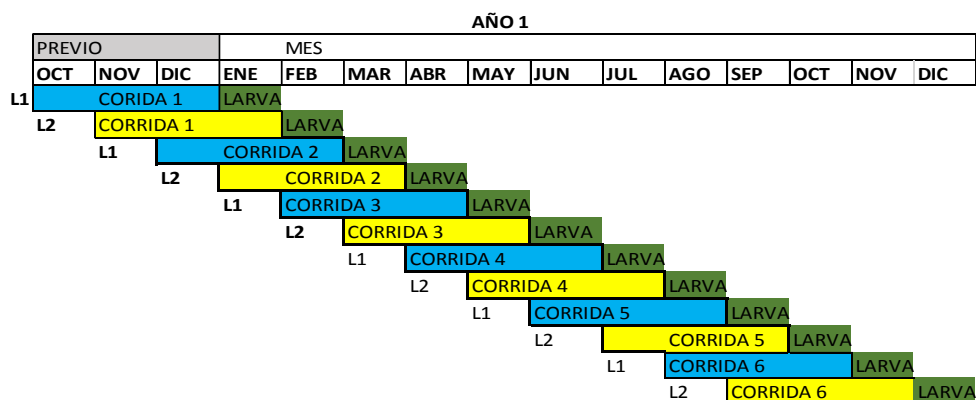 AÑO 1
PREVIO MES
OCT NOV DIC ENE FEB MAR ABR MAY JUN JUL AGO SEP OCT NOV DIC
L1 CORIDA 1 LARVA
L2 CORRIDA 1 LARVA
L1 CORRIDA 2 LARVA
L2 CORRIDA 2 LARVA
L1 CORRIDA 3 LARVA
L2 CORRIDA 3 LARVA
L1 CORRIDA 4 LARVA
L2 CORRIDA 4 LARVA
L1 CORRIDA 5 LARVA
L2 CORRIDA 5 LARVA
L1 CORRIDA 6 LARVA
L2 CORRIDA 6 LARVA